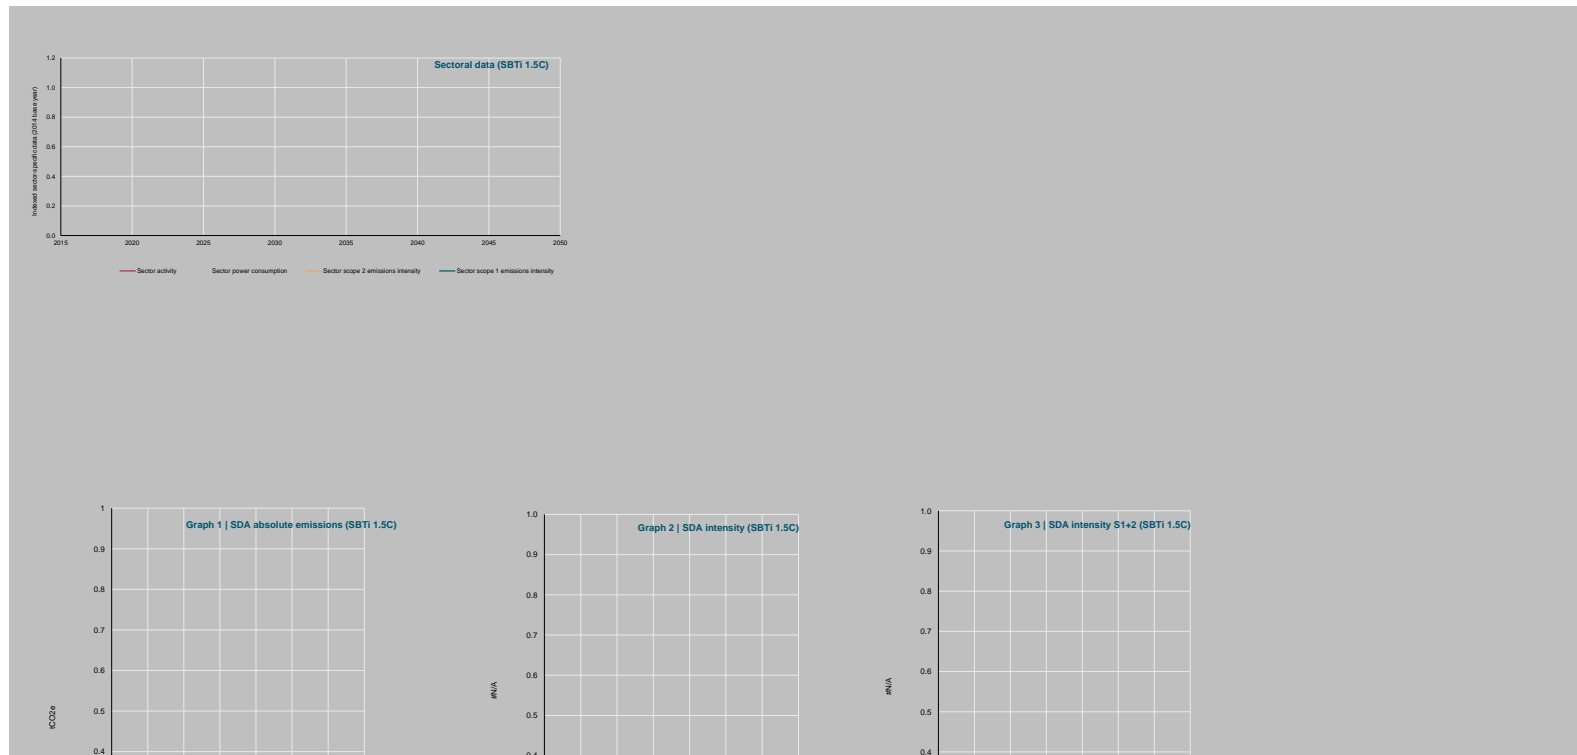 Sectoral data (SBTi 1.5C)
Indexed sector-specific data (2014 base year)
1.2
1.0
0.8
0.6
0.4
0.2
0.0
2015 2020 2025 2030 2035 2040 2045 2050
Sector activity Sector power consumption Sector scope 2 emissions intensity Sector scope 1 emissions intensity
Graph 1 | SDA absolute emissions (SBTi 1.5C)
tCO2e
1
0.9
0.8
0.7
0.6
0.5
0.4
Graph 2 | SDA intensity (SBTi 1.5C)
#N/A
1.0
0.9
0.8
0.7
0.6
0.5
0.4
Graph 3 | SDA intensity S1+2 (SBTi 1.5C)
#N/A
1.0
0.9
0.8
0.7
0.6
0.5
0.4